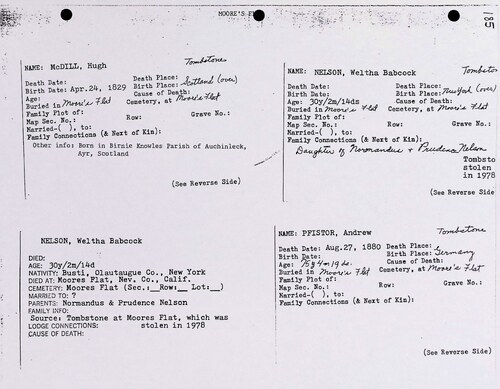 MOORE'S F
185
NAME: McDILL, Hugh Tombstone
Death Date: Death Place:
Birth Date: Apr.24, 1829 Birth Place: Scotland (over)
Age: Cause of Death:
Buried in Moore's Flat Cemetery, at Moore's Flat
Family Plot of:
Map Sec. No.: Row: Grave No.:
Married-( ), to:
Family Connections (& Next of Kin):
Other info: Born in Birnie Knowles Parish of Auchinleck,
Ayr, Scotland
(See Reverse Side)
NAME: NELSON, Weltha Babcock Tombsto
Death Date: Death Place:
Birth Date: Birth Place: New York (over)
Age: 30y/2m/14ds Cause of Death:
Buried in Moore's Flat Cemetery, at Moore's Flat
Family Plot of:
Map Sec. No.: Row: Grave No.:
Married-( ), to:
Family Connections (& Next of Kin):
Daughter of Normandus & Prudence Nelson
Tombsto
stolen
in 1978
(See Reverse Side)
NELSON, Weltha Babcock
DIED:
AGE: 30y/2m/14d
NATIVITY: Busti, Olautaugue Co., New York
DIED AT: Moores Flat, Nev. Co., Calif.
CEMETERY: Moores Flat (Sec.:__Row:__ Lot:__)
MARRIED TO: ?
PARENTS: Normandus & Prudence Nelson
FAMILY INFO:
Source: Tombstone at Moores Flat, which was
LODGE CONNECTIONS: stolen in 1978
CAUSE OF DEATH:
NAME: PFISTOR, Andrew Tombstone
Death Date: Aug.27, 1880 Death Place:
Birth Date: Birth Place: Germany
Age: 75y 4m 19ds. Cause of Death:
Buried in Moore's Flat Cemetery, at Moore's Flat
Family Plot of:
Map Sec. No.: Row: Grave No.:
Married-( ), to:
Family Connections (& Next of Kin):
(See Reverse Side)